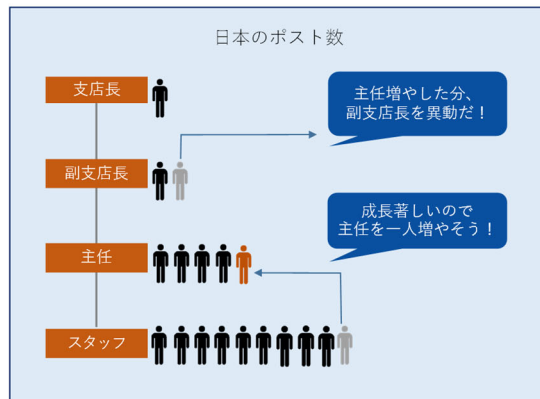 日本のポスト数
支店長
主任増やした分、
副支店長を異動だ！
副支店長
成長著しいので
主任を一人増やそう！
主任
スタッフ